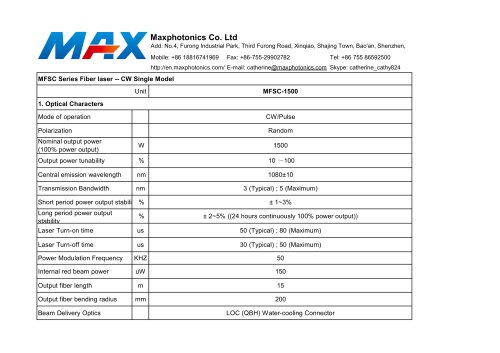 MAX
Maxphotonics Co. Ltd
Add: No.4, Furong Industrial Park, Third Furong Road, Xinqiao, Shajing Town, Bao'an, Shenzhen,
Mobile: +86 18816741969 Fax: +86-755-29902782 Tel: +86 755 86592500
http://en.maxphotonics.com/ E-mail: catherine@maxphotonics.com Skype: catherine_cathy824
MFSC Series Fiber laser -- CW Single Model
Unit MFSC-1500
1. Optical Characters
Mode of operation CW/Pulse
Polarization Random
Nominal output power
(100% power output) W 1500
Output power tunability % 10 ~100
Central emission wavelength nm 1080±10
Transmission Bandwidth nm 3 (Typical) ; 5 (Maximum)
Short period power output stabili % ± 1~3%
Long period power output
stability % ± 2~5% ((24 hours continuously 100% power output))
Laser Turn-on time us 50 (Typical) ; 80 (Maximum)
Laser Turn-off time us 30 (Typical) ; 50 (Maximum)
Power Modulation Frequency KHZ 50
Internal red beam power uW 150
Output fiber length m 15
Output fiber bending radius mm 200
Beam Delivery Optics LOC (QBH) Water-cooling Connector